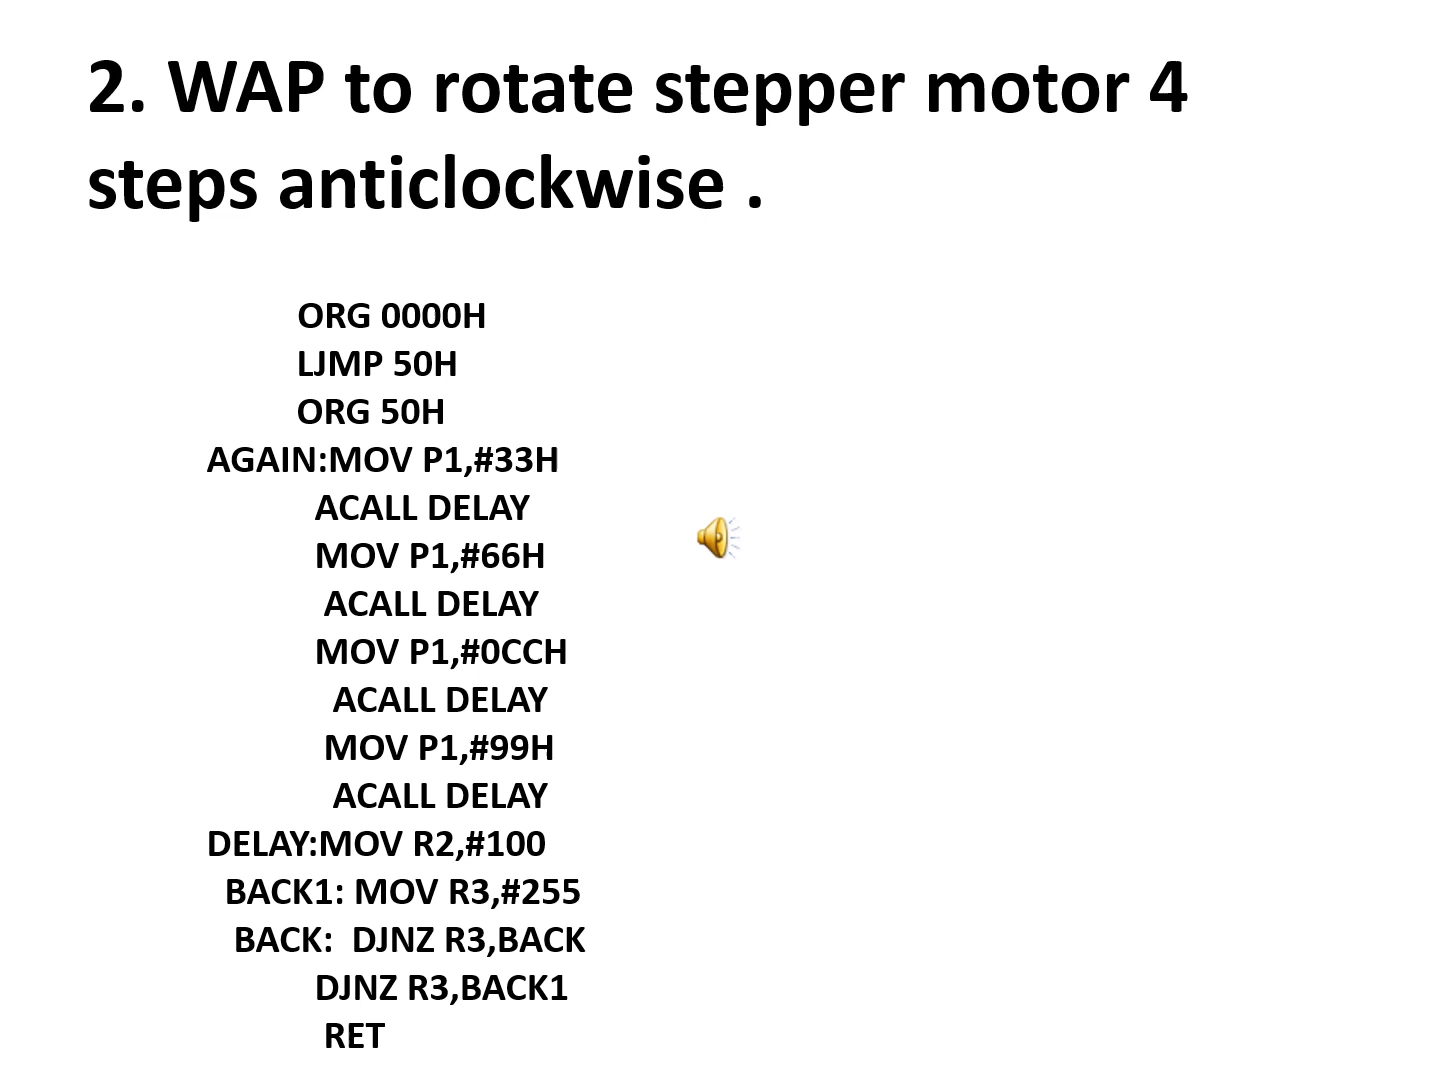 2. WAP to rotate stepper motor 4
steps anticlockwise .
ORG 0000H
LJMP 50H
ORG 50H
AGAIN:MOV P1,#33H
ACALL DELAY
MOV P1,#66H
ACALL DELAY
MOV P1,#0CCH
ACALL DELAY
MOV P1,#99H
ACALL DELAY
DELAY:MOV R2,#100
BACK1: MOV R3,#255
BACK: DJNZ R3,BACK
DJNZ R3,BACK1
RET